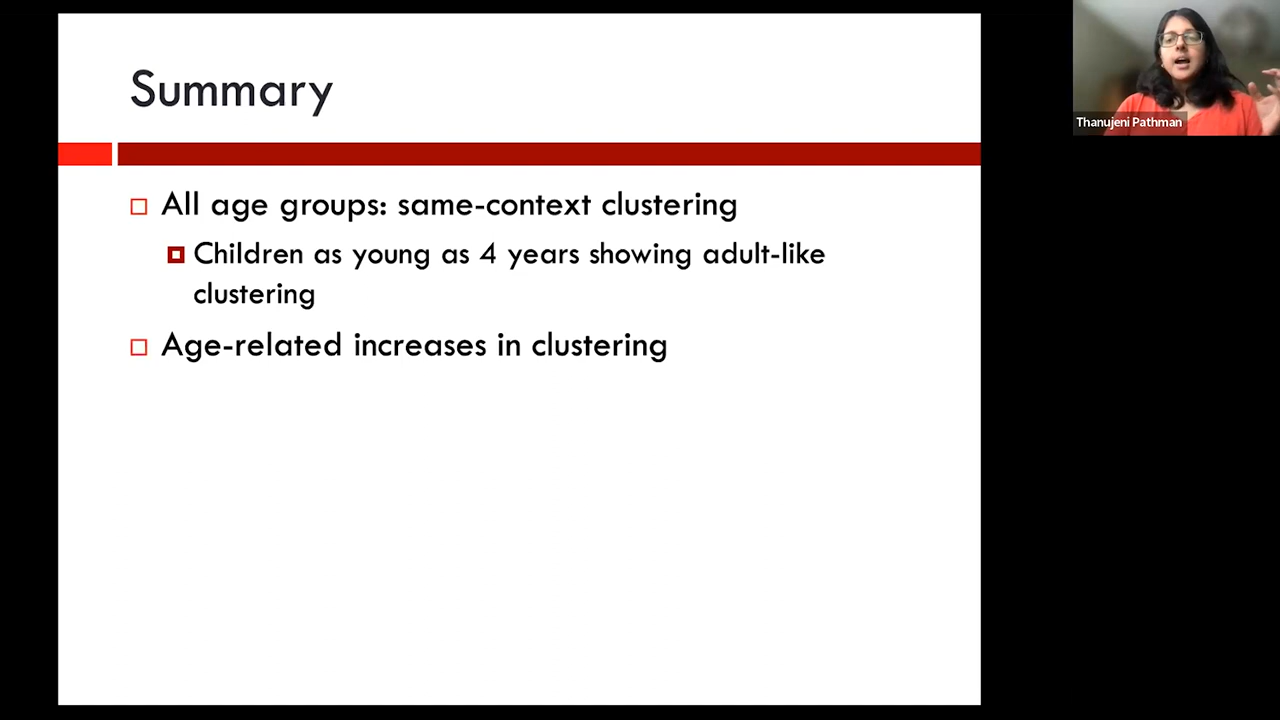 Summary
Thanujeni Pathman
All age groups: same-context clustering
Children as young as 4 years showing adult-like
clustering
Age-related increases in clustering